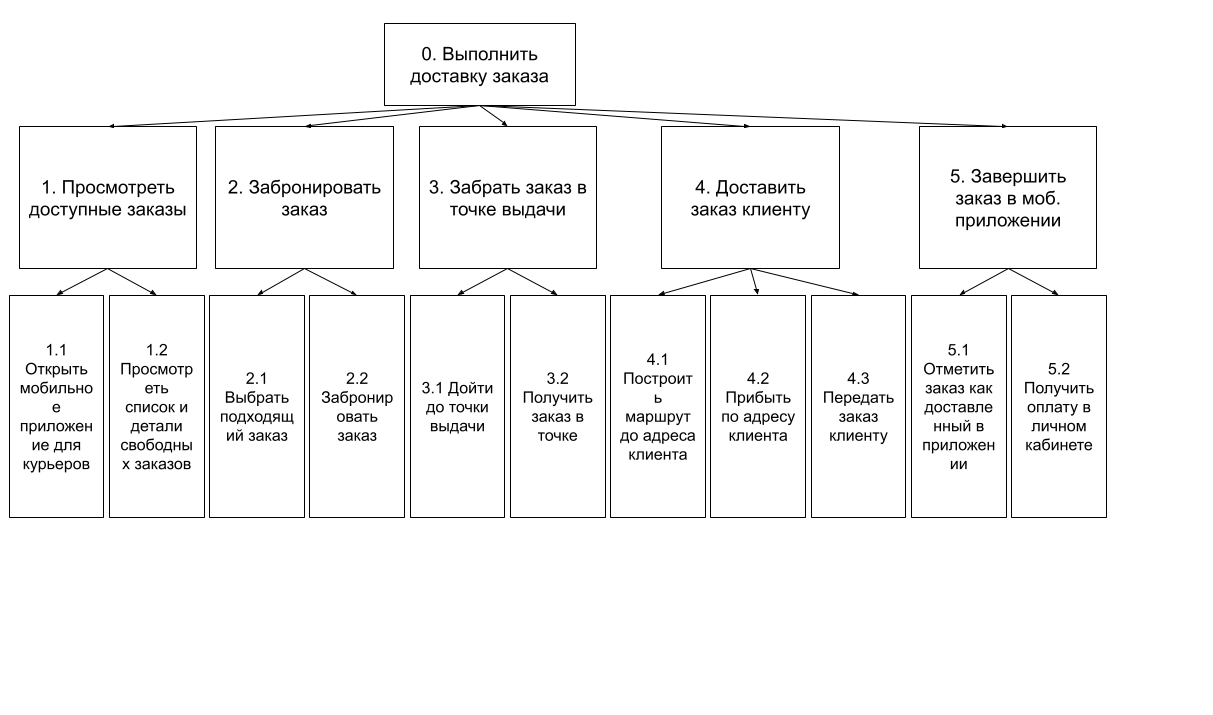 0. Выполнить
доставку заказа
1. Просмотреть
доступные заказы
2. Забронировать
заказ
3. Забрать заказ в
точке выдачи
4. Доставить
заказ клиенту
5. Завершить
заказ в моб.
приложении
1.1
Открыть
мобильно
е
приложен
ие для
курьеров
1.2
Просмотр
еть
список и
детали
свободны
х заказов
2.1
Выбрать
подходящ
ий заказ
2.2
Забронир
овать
заказ
3.1 Дойти
до точки
выдачи
3.2
Получить
заказ в
точке
4.1
Построит
ь
маршрут
до адреса
клиента
4.2
Прибыть
по адресу
клиента
4.3
Передать
заказ
клиенту
5.1
Отметить
заказ как
доставле
нный в
приложен
ии
5.2
Получить
оплату в
личном
кабинете